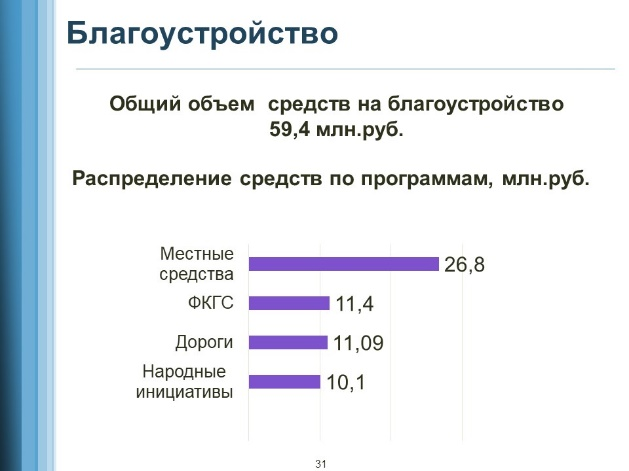 Благоустройство
Общий объем  средств на благоустройство
59,4 млн.руб.
Распределение средств по программам, млн.руб.
Местные
средства
26,8
ФКГС
11,4
Дороги
11,09
Народные
инициативы
10,1
31